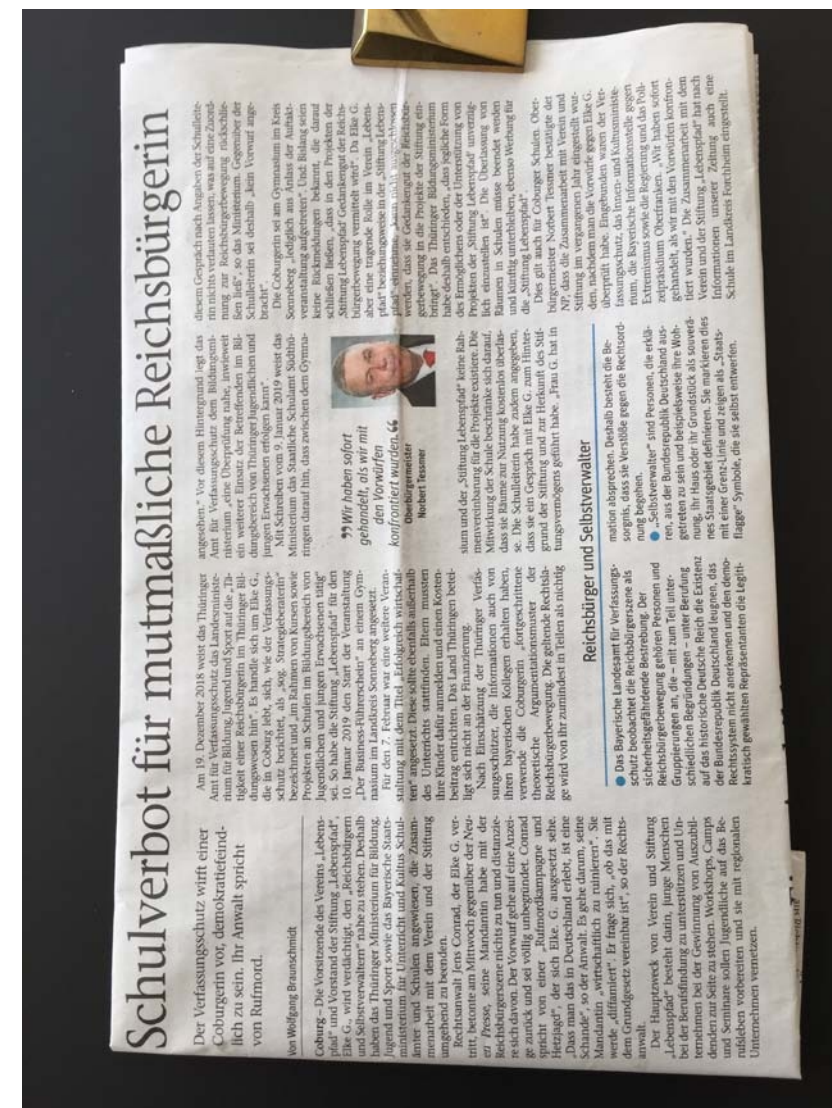 Schulverbot für mutmaßliche Reichsbürgerin
Der Verfassungsschutz wirft einer
Coburgerin vor, demokratiefeind-
lich zu sein. Ihr Anwalt spricht
von Rufmord.
Von Wolfgang Braunschmidt
Coburg – Die Vorsitzende des Vereins „Lebens-
pfad“ und Vorstand der Stiftung „Lebenspfad“,
Elke G., wird verdächtigt, den „Reichsbürgern
und Selbstverwaltern“ nahe zu stehen. Deshalb
haben das Thüringer Ministerium für Bildung,
Jugend und Sport sowie das Bayerische Staats-
ministerium für Unterricht und Kultus Schul-
ämter und Schulen angewiesen, die Zusam-
menarbeit mit dem Verein und der Stiftung
umgehend zu beenden.
Rechtsanwalt Jens Conrad, der Elke G. ver-
tritt, betonte am Mittwoch gegenüber der Neu-
en Presse, seine Mandantin habe mit der
Reichsbürgerszene nichts zu tun und distanzie-
re sich davon. Der Vorwurf gehe auf eine Anzei-
ge zurück und sei völlig unbegründet. Conrad
spricht von einer „Rufmordkampagne und
Hetzjagd“, der sich Elke. G. ausgesetzt sehe.
„Dass man das in Deutschland erlebt, ist eine
Schande“, so der Anwalt. Es gehe darum, seine
Mandantin „wirtschaftlich zu ruinieren“. Sie
werde „diffamiert“. Er frage sich, „ob das mit
dem Grundgesetz vereinbar ist“, so der Rechts-
anwalt.
Der Hauptzweck von Verein und Stiftung
„Lebenspfad“ besteht darin, junge Menschen
bei der Berufsfindung zu unterstützen und Un-
ternehmen bei der Gewinnung von Auszubil-
denden zur Seite zu stehen. Workshops, Camps
und Seminare sollen Jugendliche auf das Be-
rufsleben vorbereiten und sie mit regionalen
Unternehmen vernetzen.
Am 19. Dezember 2018 weist das Thüringer
Amt für Verfassungsschutz das Landesministe-
rium für Bildung, Jugend und Sport auf die „Tä-
tigkeit einer Reichsbürgerin im Thüringer Bil-
dungswesen hin“. Es handle sich um Elke G.,
die in Coburg lebt, sich, wie der Verfassungs-
schutz berichtet, als „sog. Strategieberaterin“
bezeichnet und „im Rahmen von Vorträgen sowie
Projekten an Schulen im Bildungsbereich von
Jugendlichen und jungen Erwachsenen tätig“
sei. So habe die Stiftung „Lebenspfad“ für den
10. Januar 2019 den Start der Veranstaltung
„Der Business-Führerschein“ an einem Gym-
nasium im Landkreis Sonneberg angesetzt.
Für den 7. Februar war eine weitere Veran-
staltung mit dem Titel „Erfolgreich wirtschaf-
ten“ angesetzt. Diese sollte ebenfalls außerhalb
des Unterrichts stattfinden. Eltern mussten
ihre Kinder dafür anmelden und einen Kosten-
beitrag entrichten. Das Land Thüringen betei-
ligt sich nicht an der Finanzierung.
Nach Einschätzung der Thüringer Verfas-
sungsschützer, die Informationen auch von
ihren bayerischen Kollegen erhalten haben,
verwende die Coburgerin „fortgeschrittene
theoretische Argumentationsmuster der
Reichsbürgerbewegung. Die geltende Rechtsla-
ge wird von ihr zumindest in Teilen als nichtig
angesehen.“ Vor diesem Hintergrund legt das
Amt für Verfassungsschutz dem Bildungsmi-
nisterium „eine Überprüfung nahe, inwieweit
ein weiterer Einsatz der Betreffenden im Bil-
dungsbereich von Thüringer Jugendlichen und
jungen Erwachsenen erfolgen kann“.
Mit Schreiben vom 9. Januar 2019 weist das
Ministerium das Staatliche Schulamt Südthü-
ringen darauf hin, dass zwischen dem Gymna-
„Wir haben sofort
gehandelt, als wir mit
den Vorwürfen
konfrontiert wurden.“
Oberbürgermeister
Norbert Tessmer
sium und der „Stiftung Lebenspfad“ keine Rah-
menvereinbarung für die Projekte existiere. Die
Mitwirkung der Schule beschränke sich darauf,
dass sie Räume zur Nutzung kostenlos überlas-
se. Die Schulleiterin habe zudem angegeben,
dass sie ein Gespräch mit Elke G. zum Hinter-
grund der Stiftung und zur Herkunft des Stif-
tungsvermögens geführt habe. „Frau G. hat in
diesem Gespräch nach Angaben der Schulleite-
rin nichts verlauten lassen, was auf eine Zuord-
nung zur Reichsbürgerbewegung rückschlie-
ßen ließ“, so das Ministerium. Gegenüber der
Schulleiterin sei deshalb „kein Vorwurf ange-
bracht“.
Die Coburgerin sei am Gymnasium im Kreis
Sonneberg „lediglich aus Anlass der Auftakt-
veranstaltung aufgetreten“. Und: Bislang seien
keine Rückmeldungen bekannt, die darauf
schließen ließen, „dass in den Projekten der
‚Stiftung Lebenspfad‘ Gedankengut der Reichs-
bürgerbewegung vermittelt wird“. Da Elke G.
aber eine tragende Rolle im Verein „Lebens-
pfad“ beziehungsweise in der „Stiftung Lebens-
pfad“ einnehme, „kann nicht ausgeschlossen
werden, dass sie Gedankengut der Reichsbür-
gerbewegung in die Projekte der Stiftung ein-
bringt“. Das Thüringer Bildungsministerium
habe deshalb entschieden, „dass jegliche Form
des Ermöglichens oder der Unterstützung von
Projekten der ‚Stiftung Lebenspfad‘ unverzüg-
lich einzustellen ist“. Die Überlassung von
Räumen in Schulen müsse beendet werden
und künftig unterbleiben, ebenso Werbung für
die „Stiftung Lebenspfad“.
Dies gilt auch für Coburger Schulen. Ober-
bürgermeister Norbert Tessmer bestätigte der
NP, dass die Zusammenarbeit mit Verein und
Stiftung im vergangenen Jahr eingestellt wur-
den, nachdem man die Vorwürfe gegen Elke G.
überprüft habe. Eingebunden waren der Ver-
fassungsschutz, das Innen- und Kultusministe-
rium, die Bayerische Informationsstelle gegen
Extremismus sowie die Regierung und das Poli-
zeipräsidium Oberfranken. „Wir haben sofort
gehandelt, als wir mit den Vorwürfen konfron-
tiert wurden.“ Die Zusammenarbeit mit dem
Verein und der Stiftung „Lebenspfad“ hat nach
Informationen unserer Zeitung auch eine
Schule im Landkreis Forchheim eingestellt.
Reichsbürger und Selbstverwalter
● Das Bayerische Landesamt für Verfassungs-
schutz beobachtet die Reichsbürgerszene als
sicherheitsgefährdende Bestrebung. Der
Reichsbürgerbewegung gehören Personen und
Gruppierungen an, die – mit zum Teil unter-
schiedlichen Begründungen – unter Berufung
auf das historische Deutsche Reich die Existenz
der Bundesrepublik Deutschland leugnen, das
Rechtssystem nicht anerkennen und den demo-
kratisch gewählten Repräsentanten die Legiti-
mation absprechen. Deshalb besteht die Be-
sorgnis, dass sie Verstöße gegen die Rechtsord-
nung begehen.
● „Selbstverwalter“ sind Personen, die erklä-
ren, aus der Bundesrepublik Deutschland aus-
getreten zu sein und beispielsweise ihre Woh-
nung, ihr Haus oder ihr Grundstück als souverä-
nes Staatsgebiet definieren. Sie markieren dies
mit einer Grenz-Linie und zeigen als „Staats-
flagge“ Symbole, die sie selbst entwerfen.